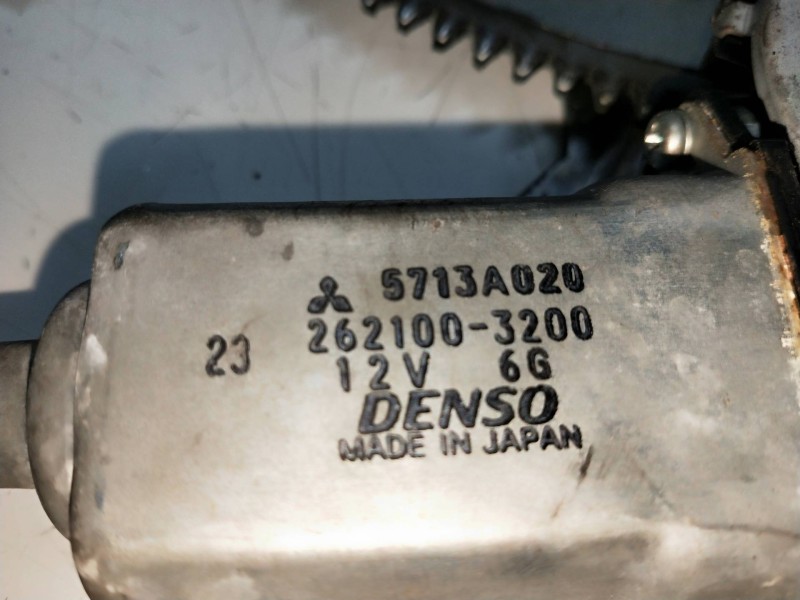 5713A020
262100-3200
23
12V 6G
DENSO
MADE IN JAPAN